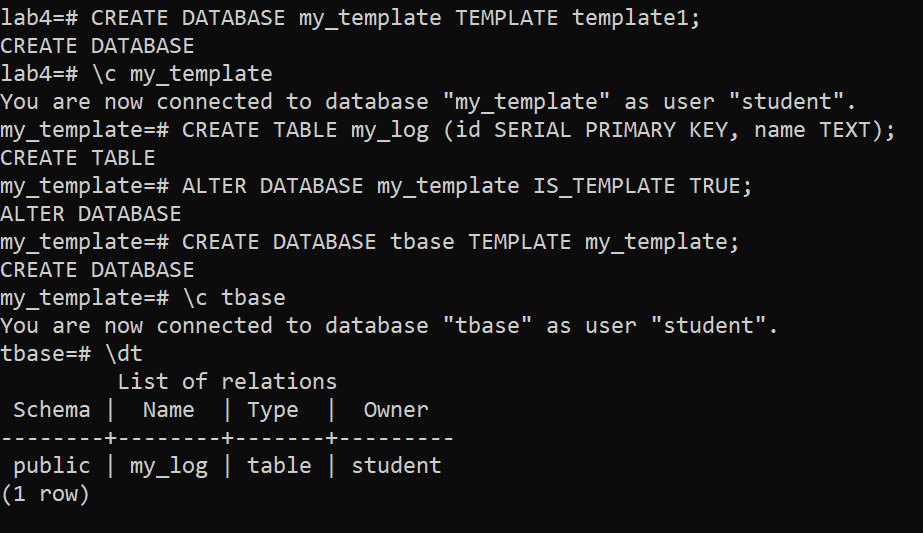 lab4=# CREATE DATABASE my_template TEMPLATE template1;
CREATE DATABASE
lab4=# \c my_template
You are now connected to database "my_template" as user "student".
my_template=# CREATE TABLE my_log (id SERIAL PRIMARY KEY, name TEXT);
CREATE TABLE
my_template=# ALTER DATABASE my_template IS_TEMPLATE TRUE;
ALTER DATABASE
my_template=# CREATE DATABASE tbase TEMPLATE my_template;
CREATE DATABASE
my_template=# \c tbase
You are now connected to database "tbase" as user "student".
tbase=# \dt
         List of relations
 Schema |  Name  | Type  |  Owner
--------+--------+-------+---------
 public | my_log | table | student
(1 row)